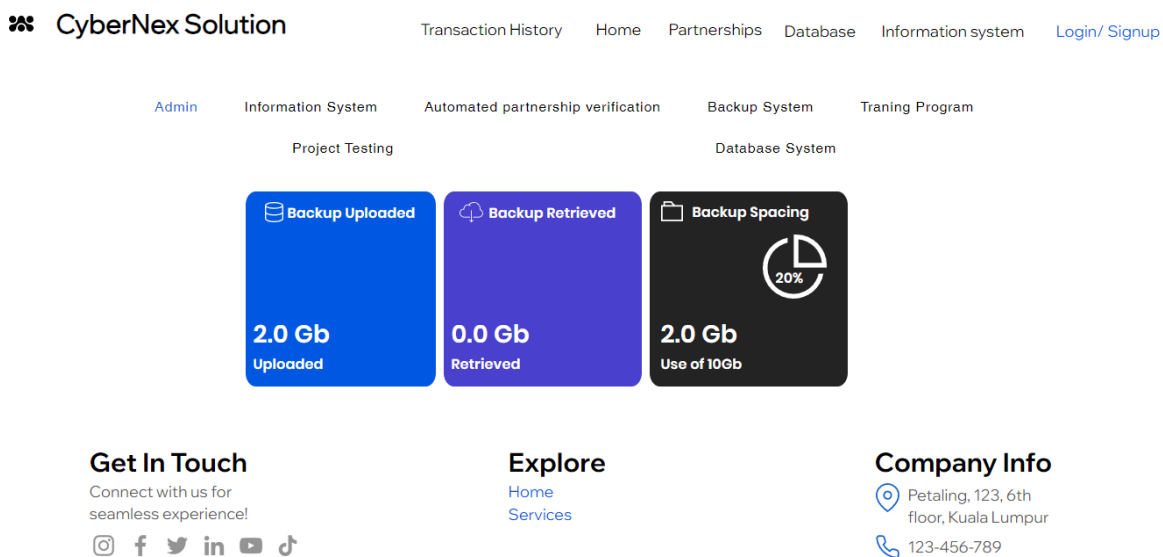 CyberNex Solution
Transaction History Home Partnerships Database Information system Login/ Signup
Admin Information System Automated partnership verification Backup System Traning Program
Project Testing Database System
Backup Uploaded
2.0 Gb
Uploaded
Backup Retrieved
0.0 Gb
Retrieved
Backup Spacing
20%
2.0 Gb
Use of 10Gb
Get In Touch
Connect with us for
seamless experience!
Explore
Home
Services
Company Info
Petaling, 123, 6th
floor, Kuala Lumpur
123-456-789